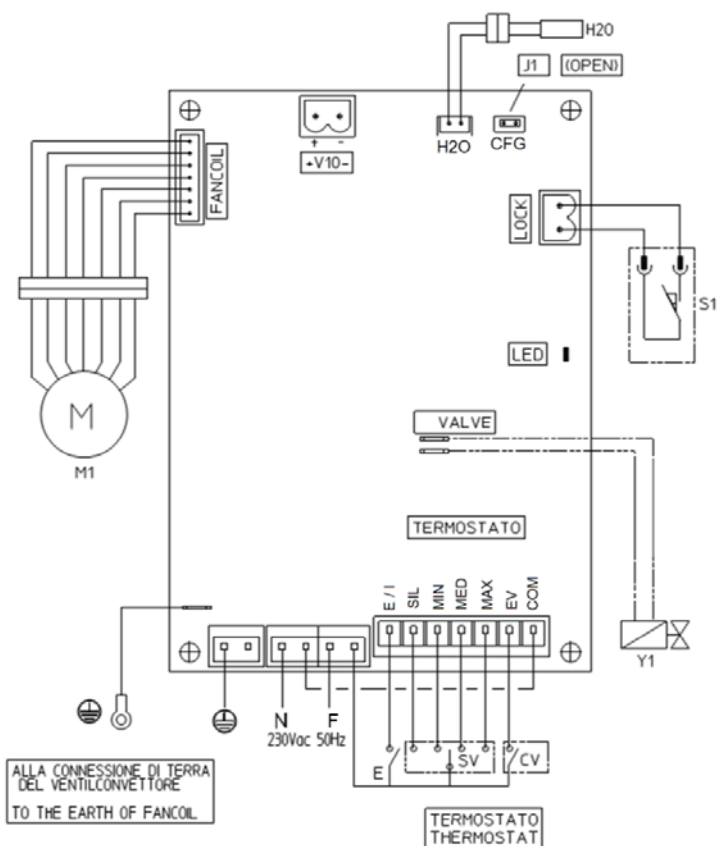 H2O
J1 (OPEN)
+ -
+V10-
H2O
CFG
FANCOIL
LOCK
S1
LED
M
M1
VALVE
TERMOSTATO
E / I
SIL
MIN
MED
MAX
EV
COM
Y1
N F
230Vac 50Hz
E
SV
CV
ALLA CONNESSIONE DI TERRA
DEL VENTILCONVETTORE
TO THE EARTH OF FANCOIL
TERMOSTATO
THERMOSTAT